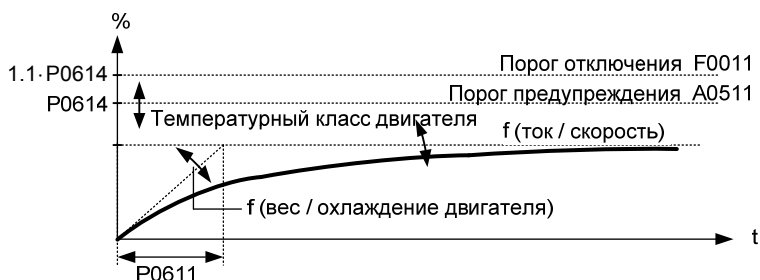 %
Порог отключения F0011
1.1·P0614
Порог предупреждения A0511
P0614
Температурный класс двигателя
f (ток / скорость)
f (вес / охлаждение двигателя)
t
P0611